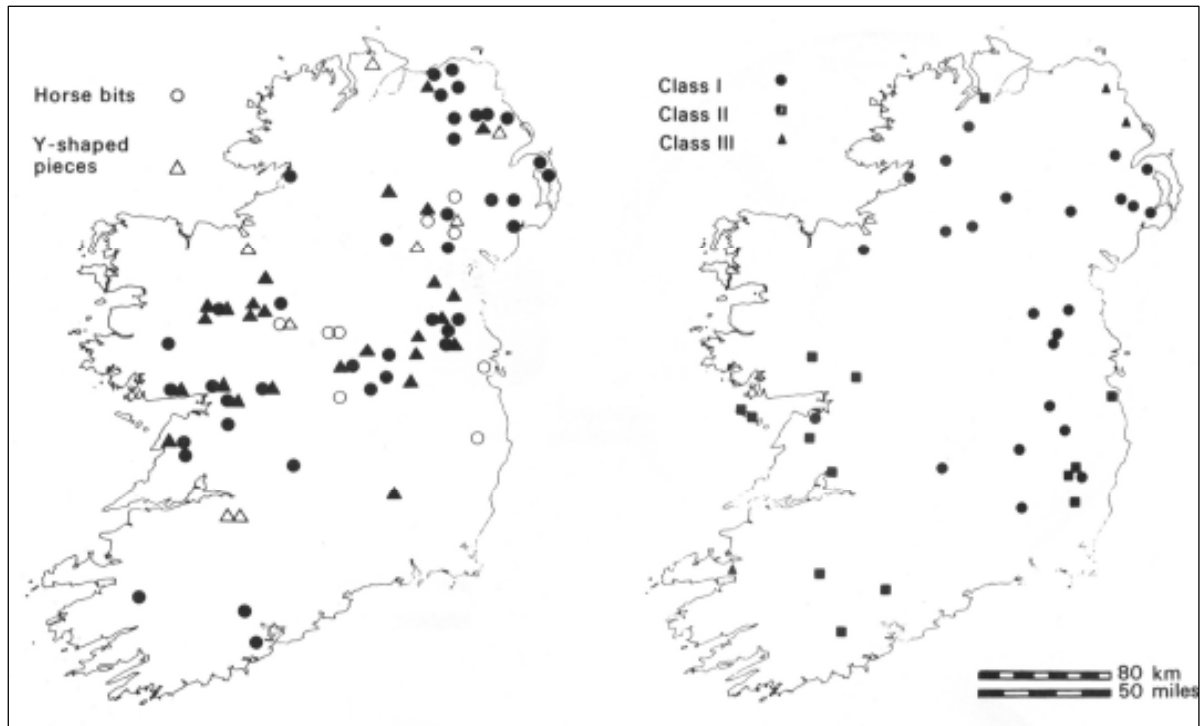 Horse bits
Y-shaped
pieces
Class I
Class II
Class III
80 km
50 miles